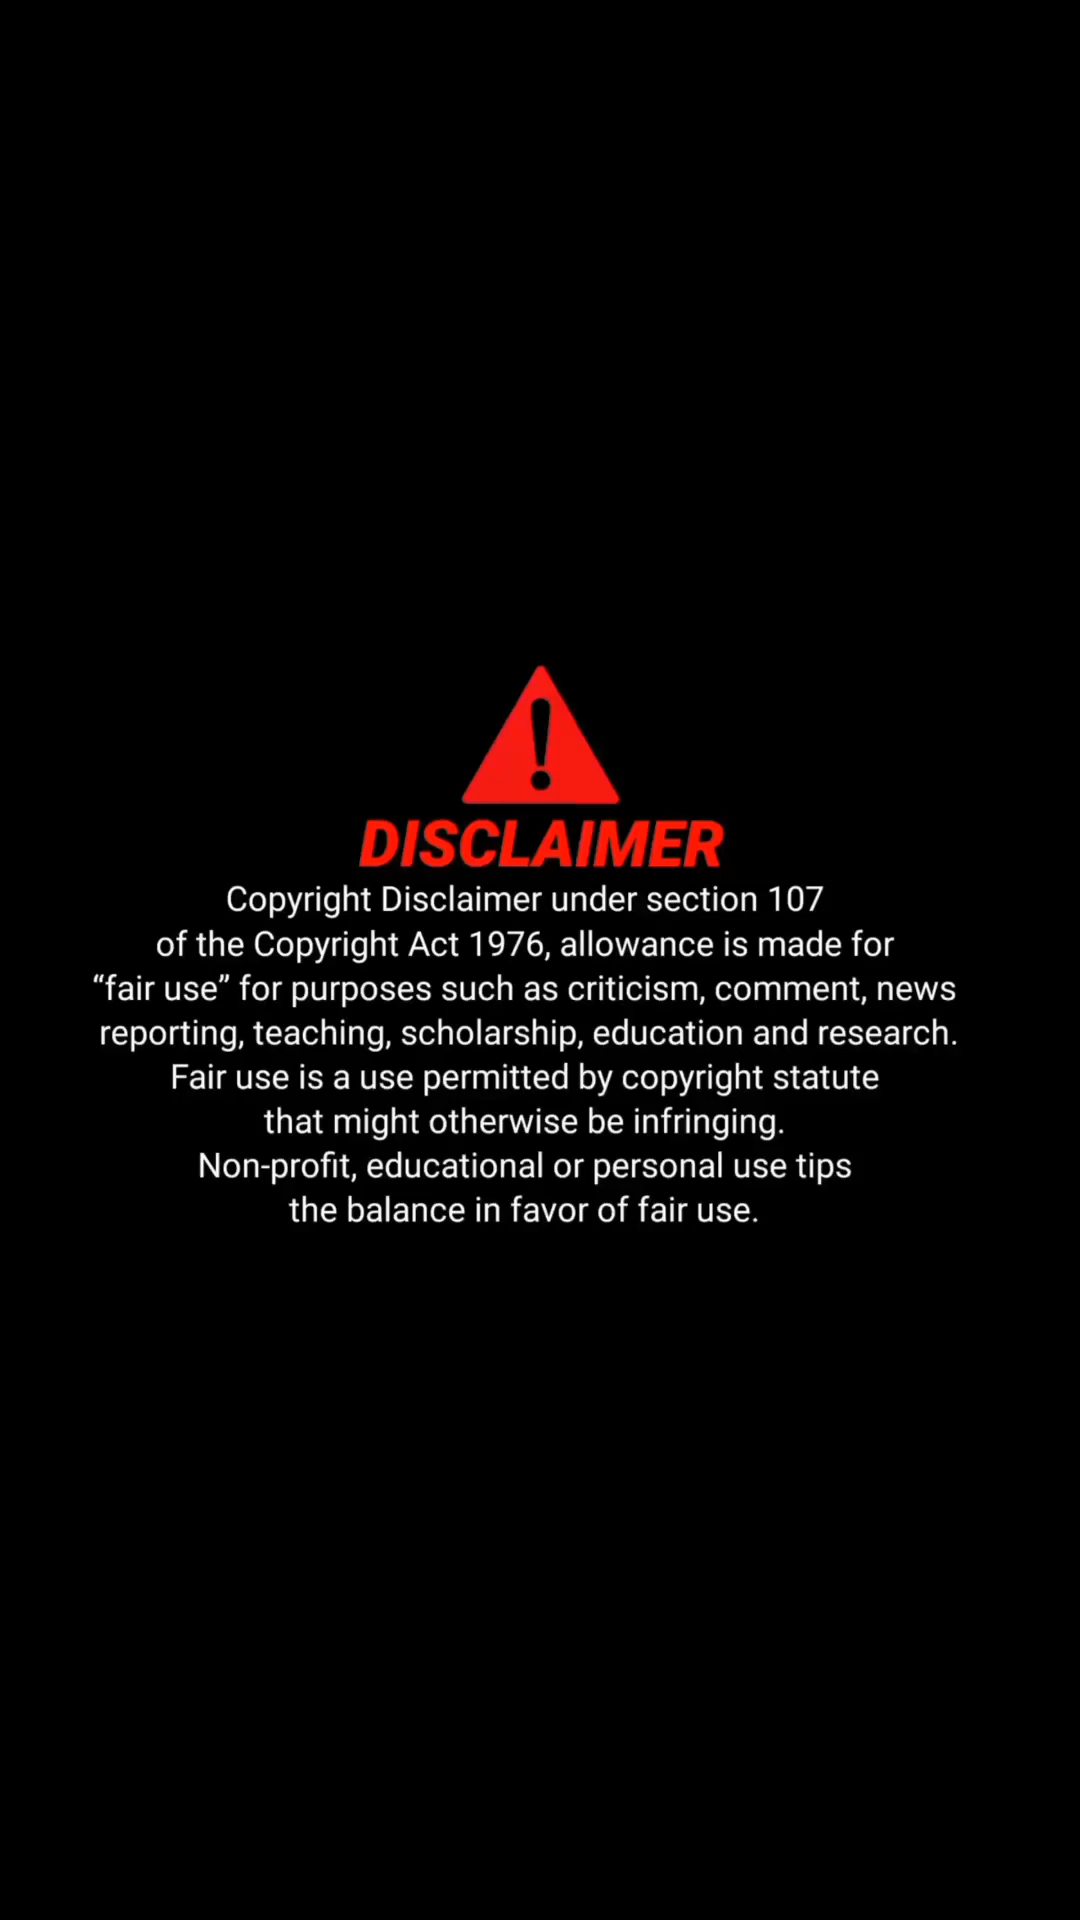 DISCLAIMER
Copyright Disclaimer under section 107
of the Copyright Act 1976, allowance is made for
“fair use” for purposes such as criticism, comment, news
reporting, teaching, scholarship, education and research.
Fair use is a use permitted by copyright statute
that might otherwise be infringing.
Non-profit, educational or personal use tips
the balance in favor of fair use.